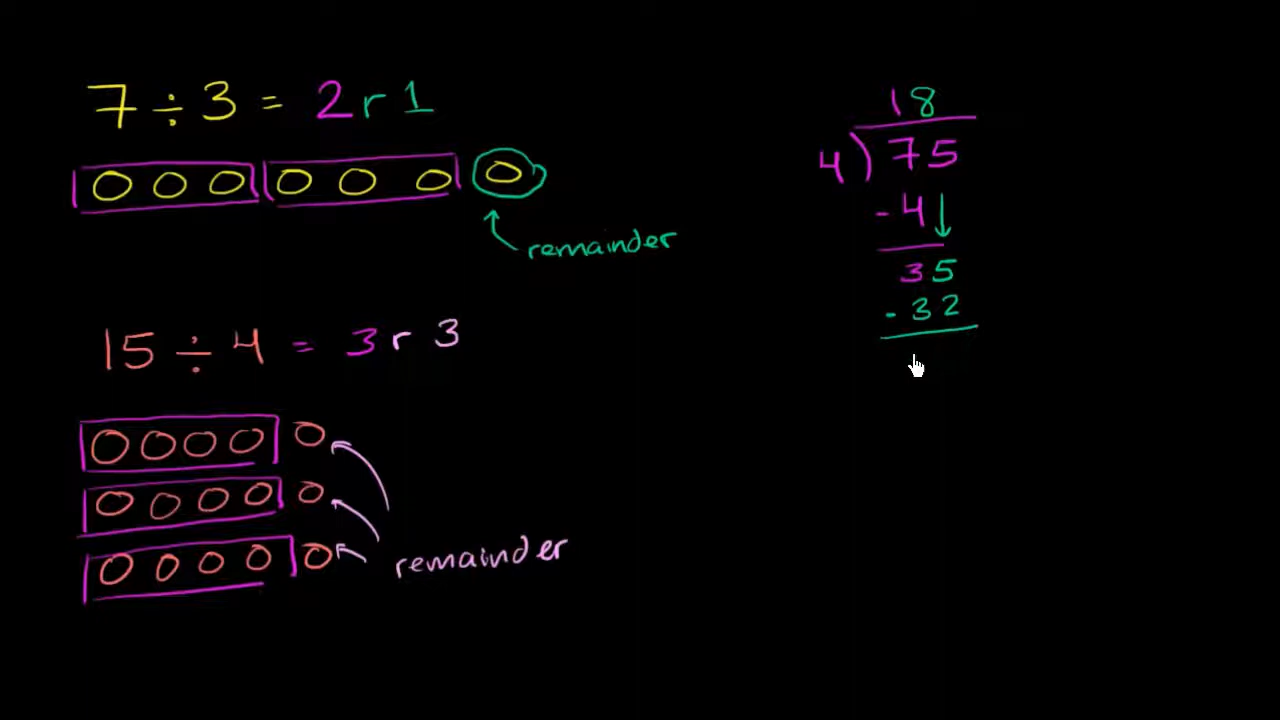 7 ÷ 3 = 2 r 1
remainder
15 ÷ 4 = 3 r 3
remainder
18
4 ) 75
- 4
35
- 32